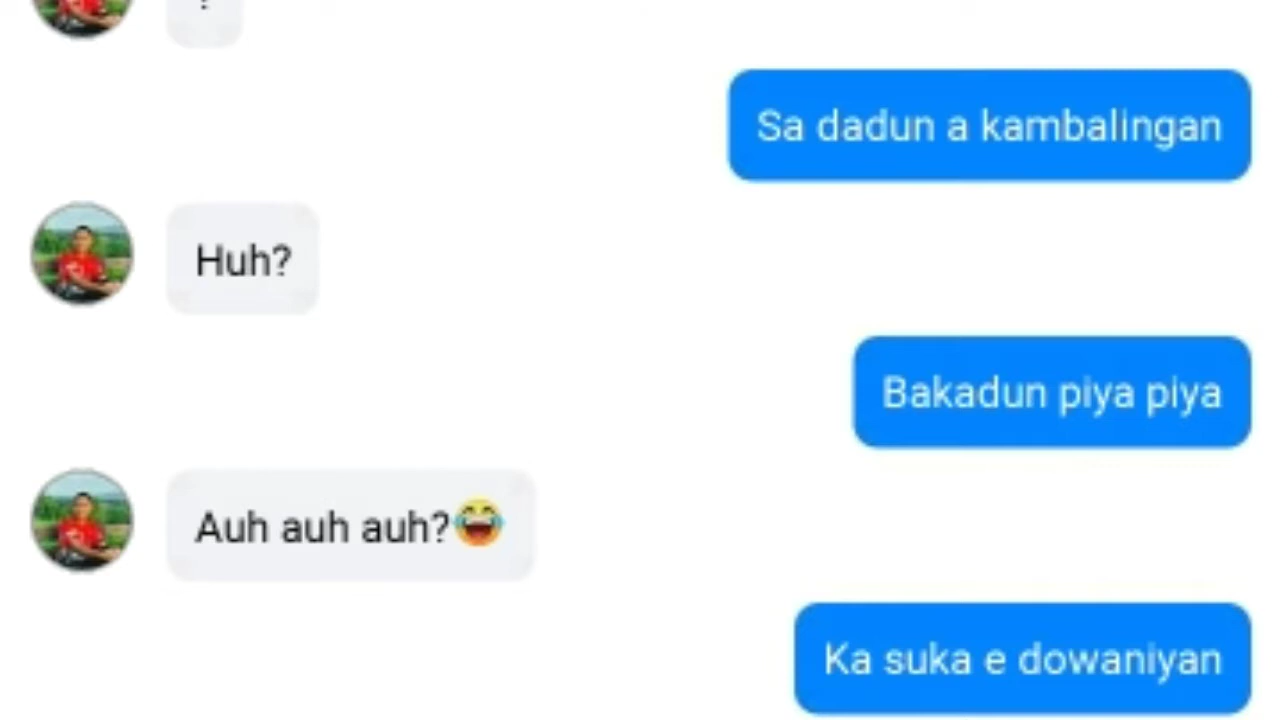 ?
Sa dadun a kambalingan
Huh?
Bakadun piya piya
Auh auh auh?😂
Ka suka e dowaniyan